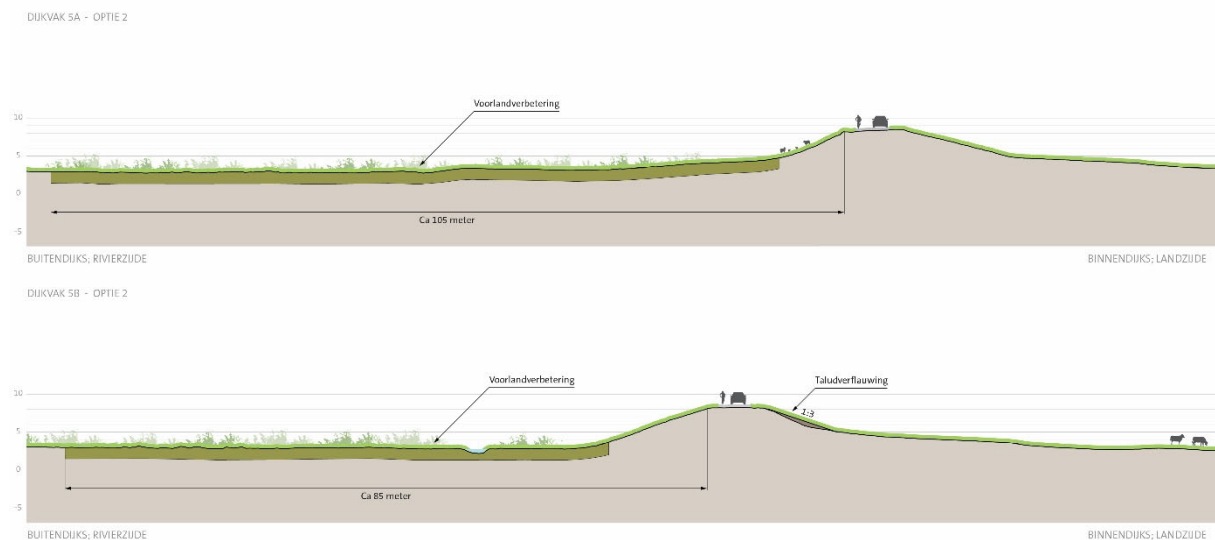 DIJKVAK 5A - OPTIE 2
Voorlandverbetering
10
5
0
-5
Ca 105 meter
BUITENDIJKS; RIVIERZIJDE
BINNENDIJKS; LANDZIJDE
DIJKVAK 5B - OPTIE 2
Voorlandverbetering
Taludverflauwing
10
1:3
5
0
-5
Ca 85 meter
BUITENDIJKS; RIVIERZIJDE
BINNENDIJKS; LANDZIJDE